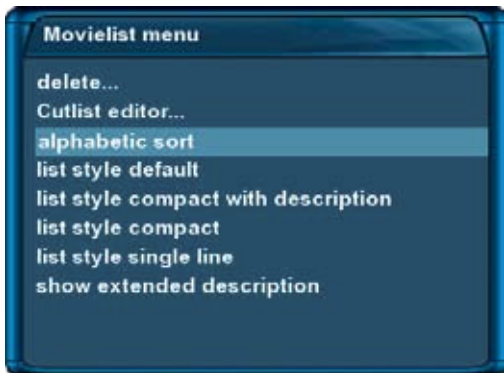 Movielist menu
delete...
Cutlist editor...
alphabetic sort
list style default
list style compact with description
list style compact
list style single line
show extended description